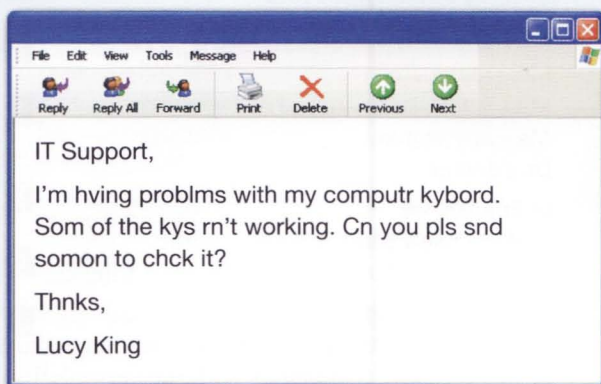 File Edit View Tools Message Help
Reply Reply All Forward Print Delete Previous Next
IT Support,
I'm hving problms with my computr kybord.
Som of the kys rn't working. Cn you pls snd
somon to chck it?
Thnks,
Lucy King